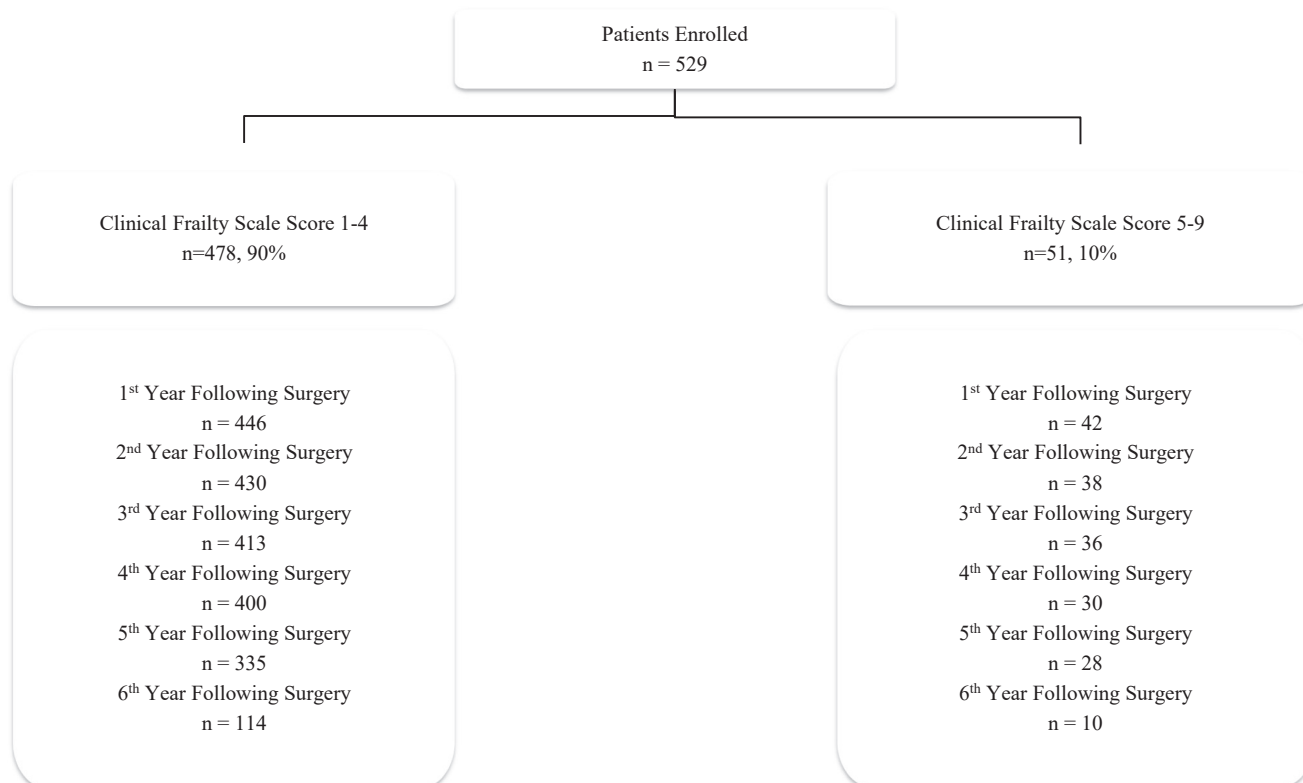 Patients Enrolled
n = 529
Clinical Frailty Scale Score 1-4
n=478, 90%
Clinical Frailty Scale Score 5-9
n=51, 10%
1st Year Following Surgery
n = 446
2nd Year Following Surgery
n = 430
3rd Year Following Surgery
n = 413
4th Year Following Surgery
n = 400
5th Year Following Surgery
n = 335
6th Year Following Surgery
n = 114
1st Year Following Surgery
n = 42
2nd Year Following Surgery
n = 38
3rd Year Following Surgery
n = 36
4th Year Following Surgery
n = 30
5th Year Following Surgery
n = 28
6th Year Following Surgery
n = 10